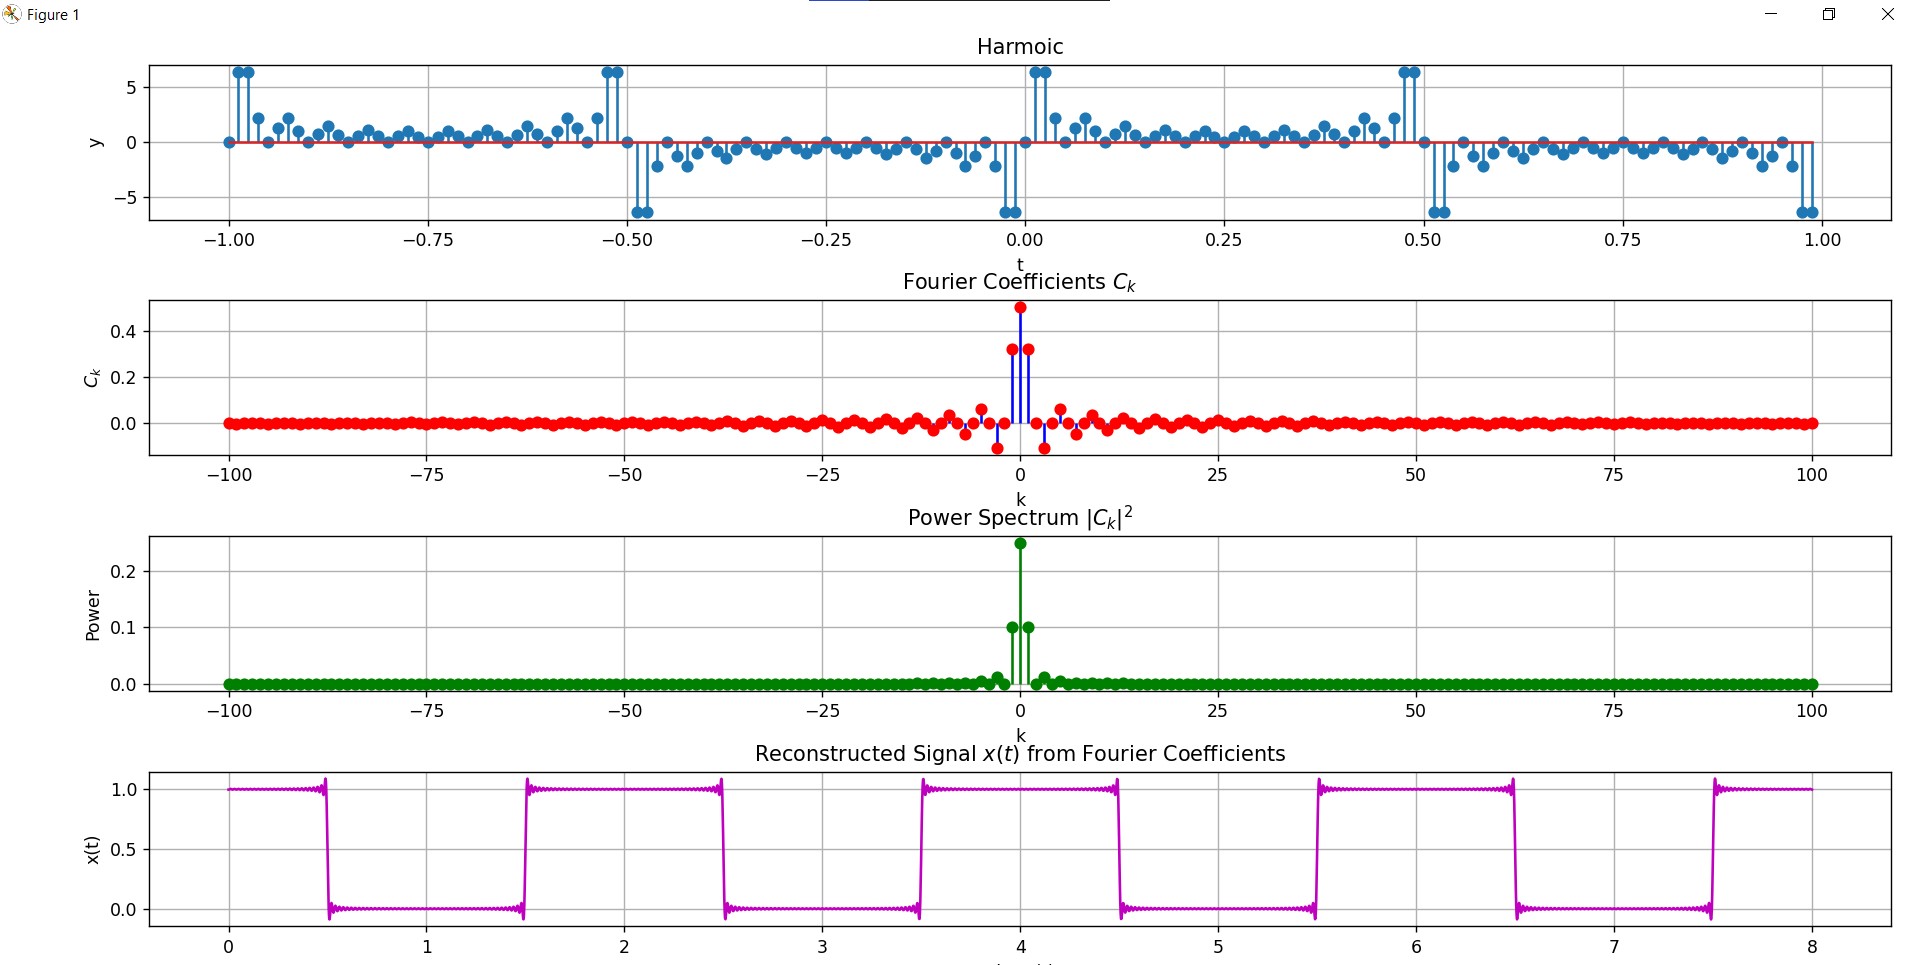 Figure 1
Harmoic
5
0
−5
y
−1.00 −0.75 −0.50 −0.25 0.00 0.25 0.50 0.75 1.00
t
Fourier Coefficients Cₖ
0.4
0.2
0.0
Cₖ
−100 −75 −50 −25 0 25 50 75 100
k
Power Spectrum |Cₖ|²
0.2
0.1
0.0
Power
−100 −75 −50 −25 0 25 50 75 100
k
Reconstructed Signal x(t) from Fourier Coefficients
1.0
0.5
0.0
x(t)
0 1 2 3 4 5 6 7 8